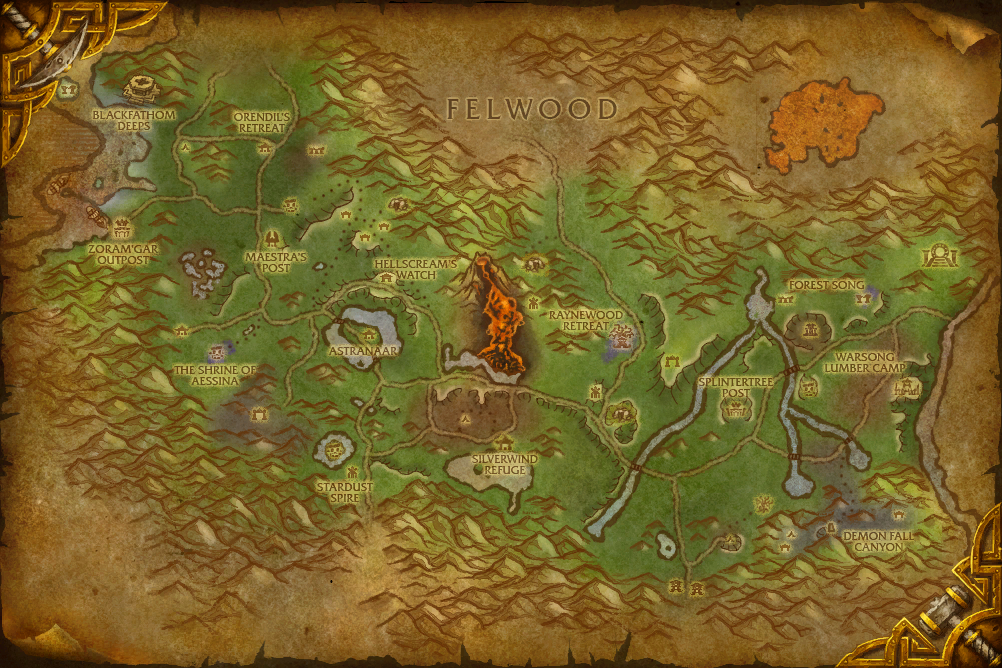 FELWOOD
BLACKFATHOM
DEEPS
ORENDIL'S
RETREAT
ZORAM'GAR
OUTPOST
MAESTRA'S
POST
HELLSCREAM'S
WATCH
FOREST SONG
RAYNEWOOD
RETREAT
ASTRANAAR
THE SHRINE OF
AESSINA
WARSONG
LUMBER CAMP
SPLINTERTREE
POST
SILVERWIND
REFUGE
STARDUST
SPIRE
DEMON FALL
CANYON